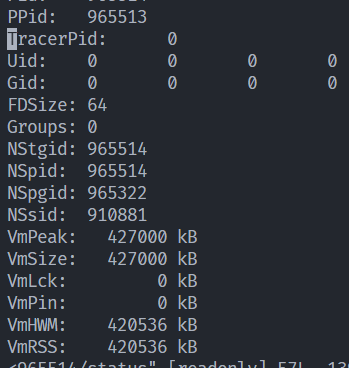 PPid: 965513
TracerPid: 0
Uid: 0 0 0 0
Gid: 0 0 0 0
FDSize: 64
Groups: 0
NStgid: 965514
NSpid: 965514
NSpgid: 965322
NSsid: 910881
VmPeak: 427000 kB
VmSize: 427000 kB
VmLck: 0 kB
VmPin: 0 kB
VmHWM: 420536 kB
VmRSS: 420536 kB
<965514/status" [readonly] 57L, 13